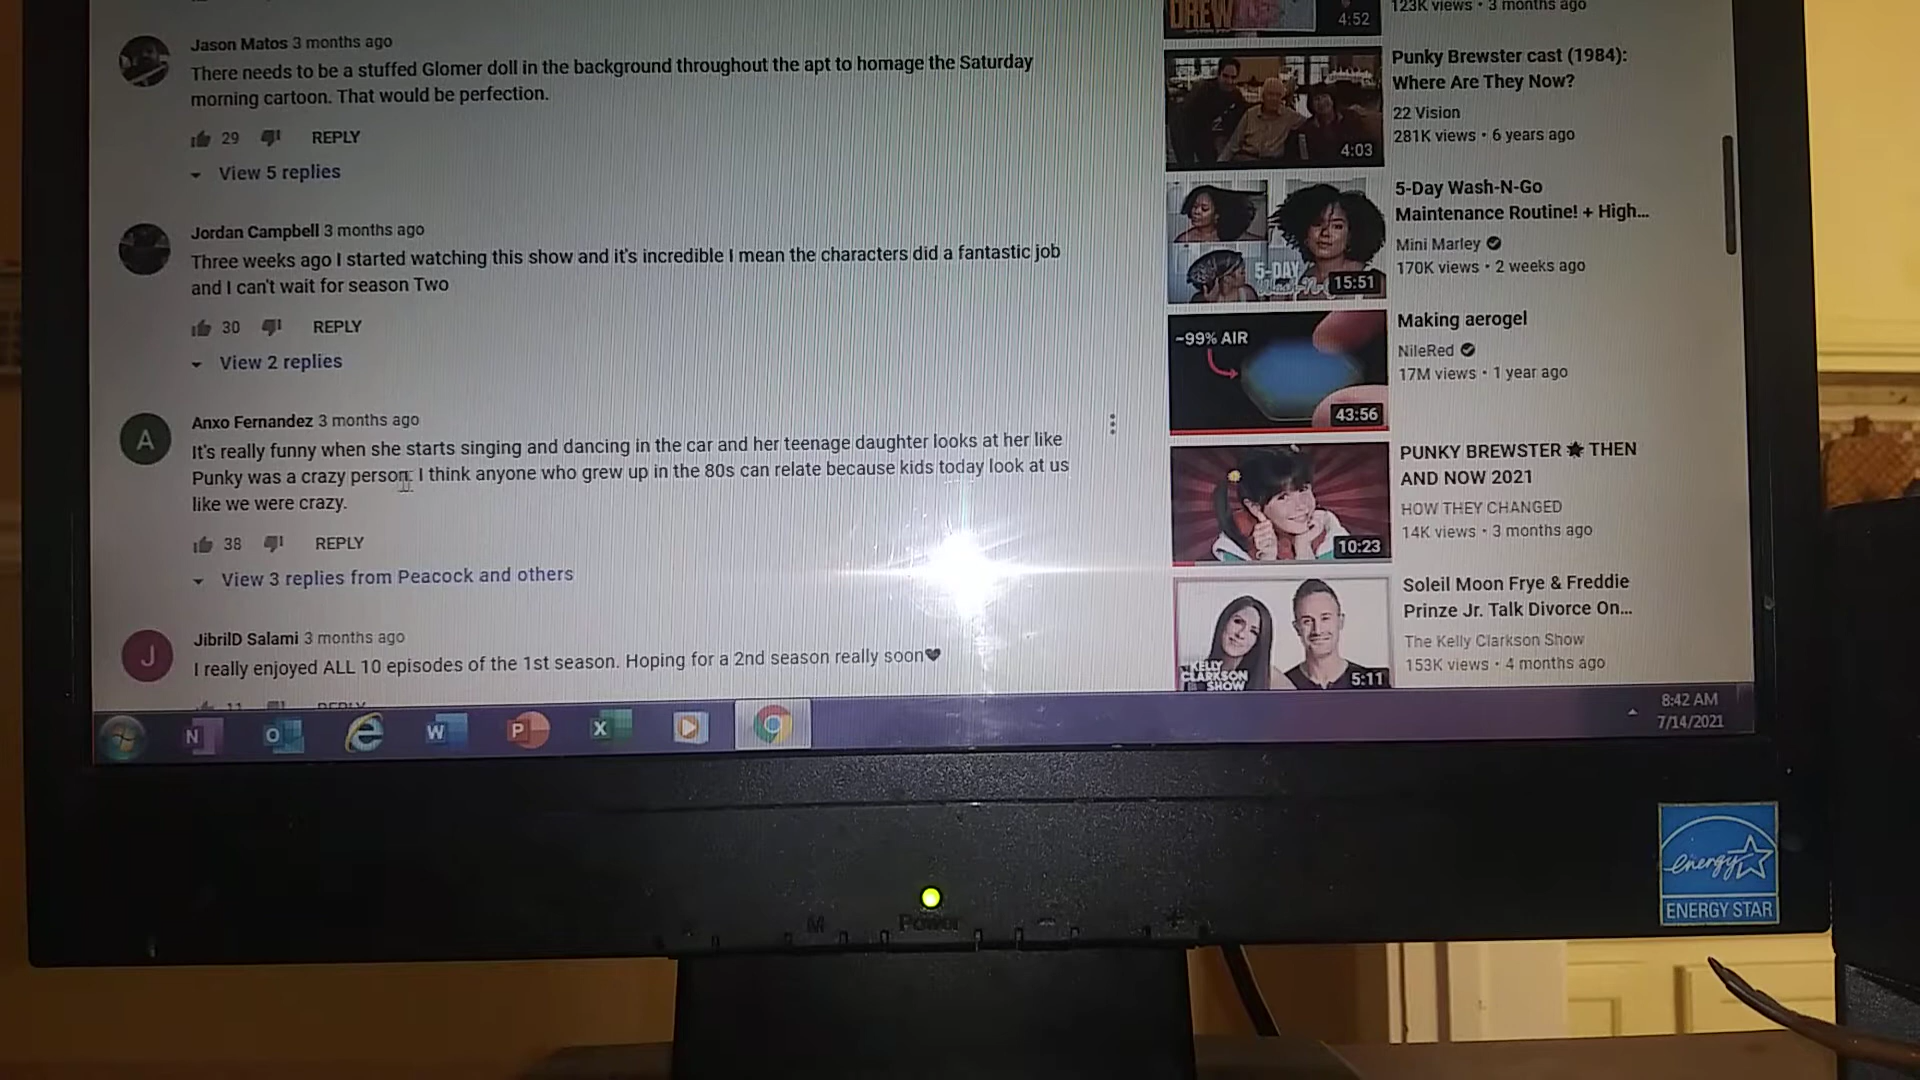 DREW
4:52
123K views • 3 months ago
Jason Matos 3 months ago
There needs to be a stuffed Glomer doll in the background throughout the apt to homage the Saturday
morning cartoon. That would be perfection.
29 REPLY
View 5 replies
Jordan Campbell 3 months ago
Three weeks ago I started watching this show and it's incredible I mean the characters did a fantastic job
and I can't wait for season Two
30 REPLY
View 2 replies
Anxo Fernandez 3 months ago
It's really funny when she starts singing and dancing in the car and her teenage daughter looks at her like
Punky was a crazy person. I think anyone who grew up in the 80s can relate because kids today look at us
like we were crazy.
38 REPLY
View 3 replies from Peacock and others
JibrilD Salami 3 months ago
I really enjoyed ALL 10 episodes of the 1st season. Hoping for a 2nd season really soon🖤
11 REPLY
A
J
Punky Brewster cast (1984):
Where Are They Now?
22 Vision
281K views • 6 years ago
4:03
5-Day Wash-N-Go
Maintenance Routine! + High...
Mini Marley
170K views • 2 weeks ago
5-DAY
15:51
Making aerogel
NileRed
17M views • 1 year ago
~99% AIR
43:56
PUNKY BREWSTER ★ THEN
AND NOW 2021
HOW THEY CHANGED
14K views • 3 months ago
10:23
Soleil Moon Frye & Freddie
Prinze Jr. Talk Divorce On...
The Kelly Clarkson Show
153K views • 4 months ago
KELLY
CLARKSON
SHOW
5:11
N O W P X
8:42 AM
7/14/2021
M Power - +
energy
ENERGY STAR